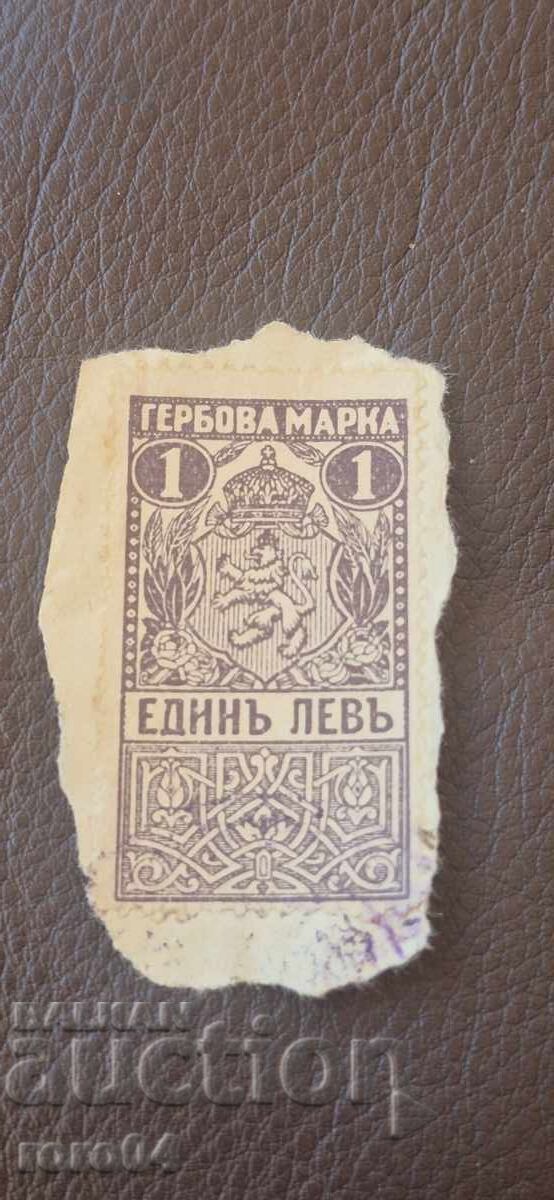 ГЕРБОВА МАРКА
1 1
ЕДИНЪ ЛЕВЪ
BALKAN
auction
roro04